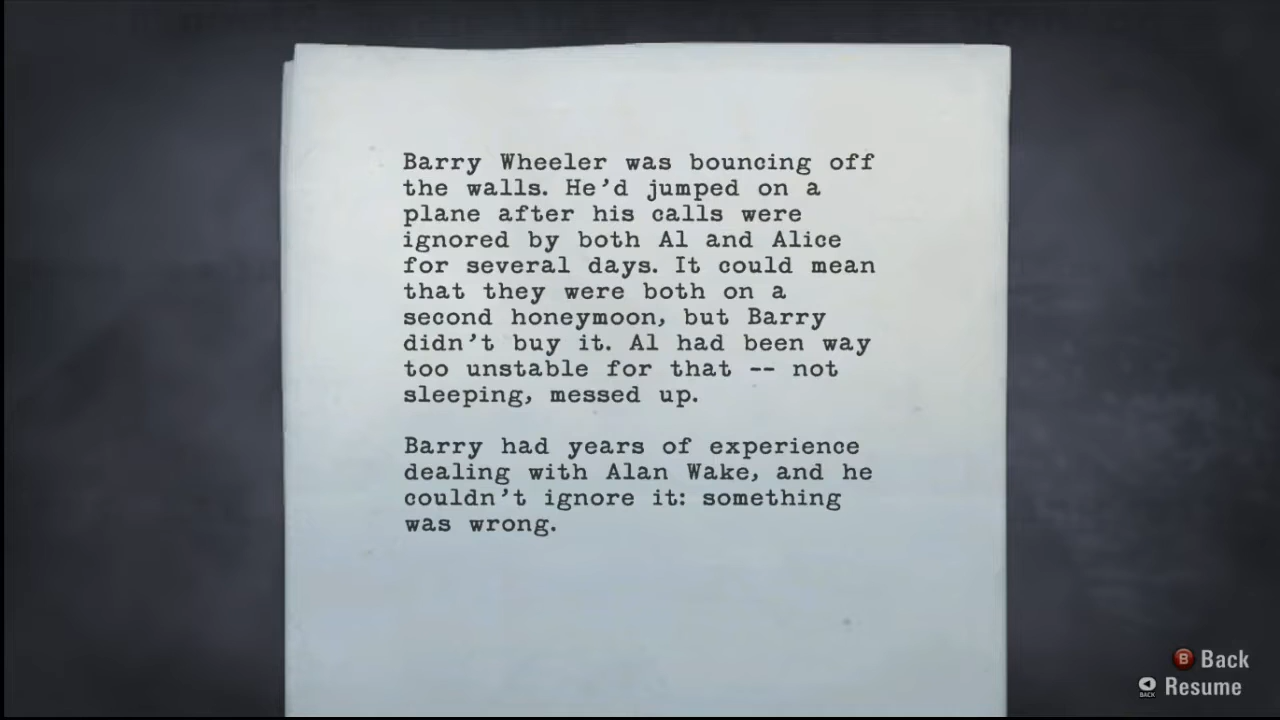 Barry Wheeler was bouncing off
the walls. He'd jumped on a
plane after his calls were
ignored by both Al and Alice
for several days. It could mean
that they were both on a
second honeymoon, but Barry
didn't buy it. Al had been way
too unstable for that -- not
sleeping, messed up.
Barry had years of experience
dealing with Alan Wake, and he
couldn't ignore it: something
was wrong.
B Back
BACK Resume